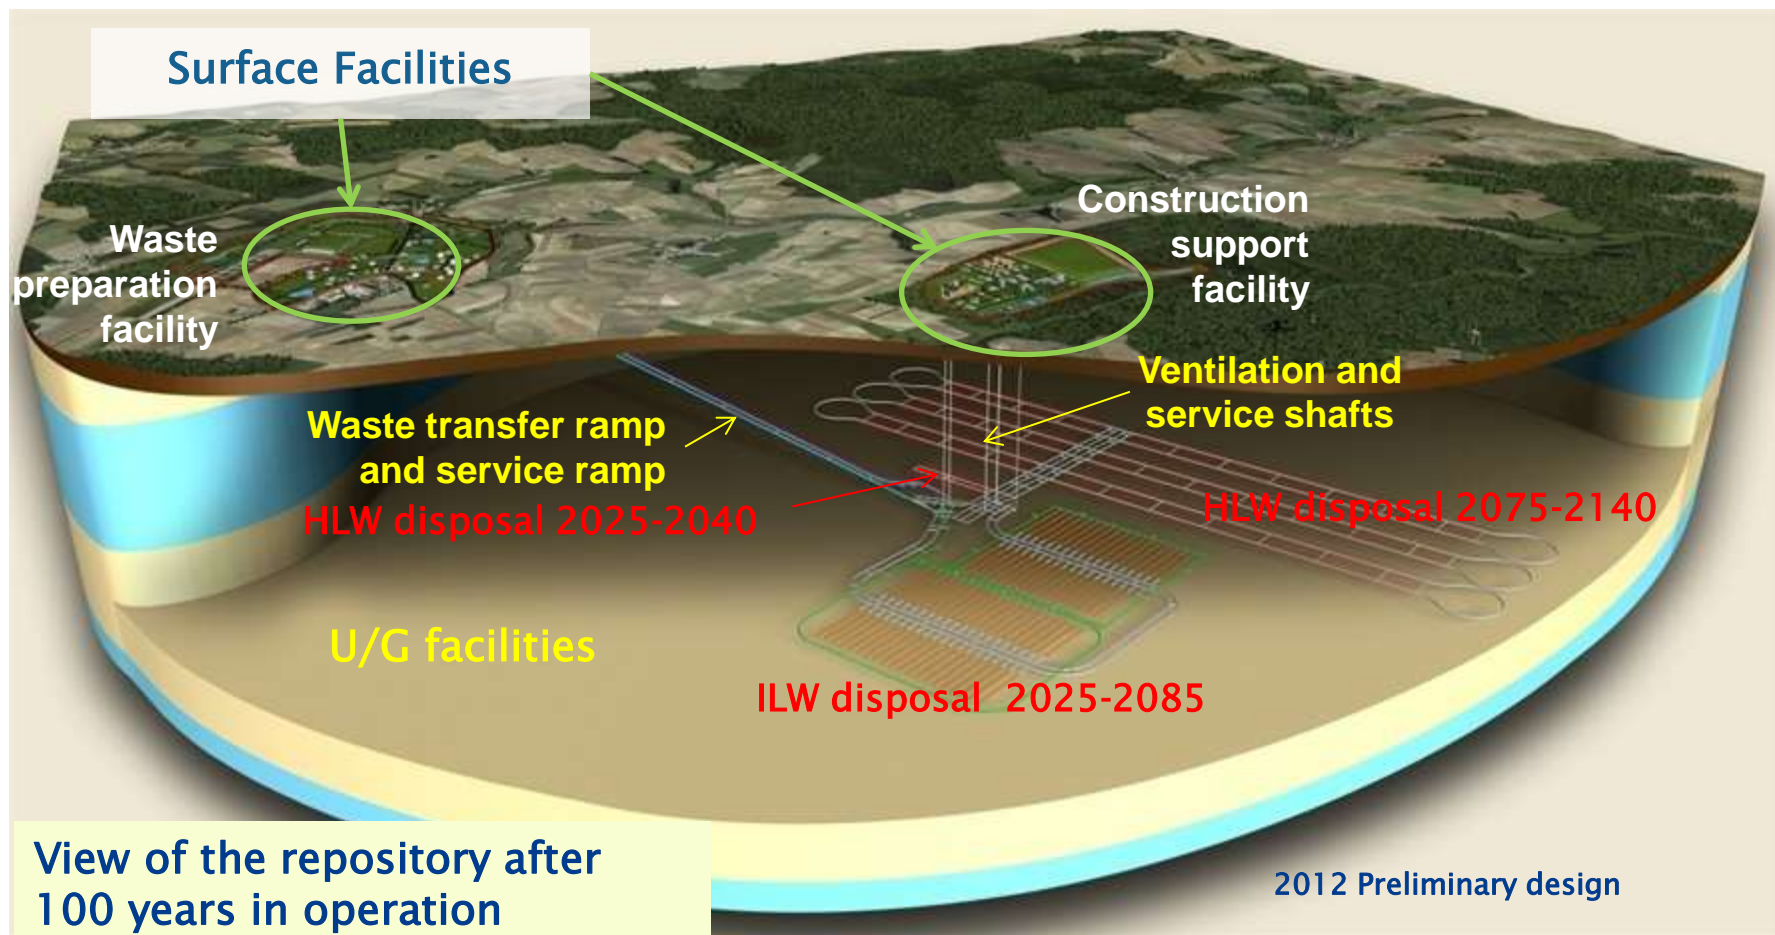 Surface Facilities
Waste
preparation
facility
Construction
support
facility
Ventilation and
service shafts
Waste transfer ramp
and service ramp
HLW disposal 2025-2040
HLW disposal 2075-2140
U/G facilities
ILW disposal 2025-2085
View of the repository after
100 years in operation
2012 Preliminary design